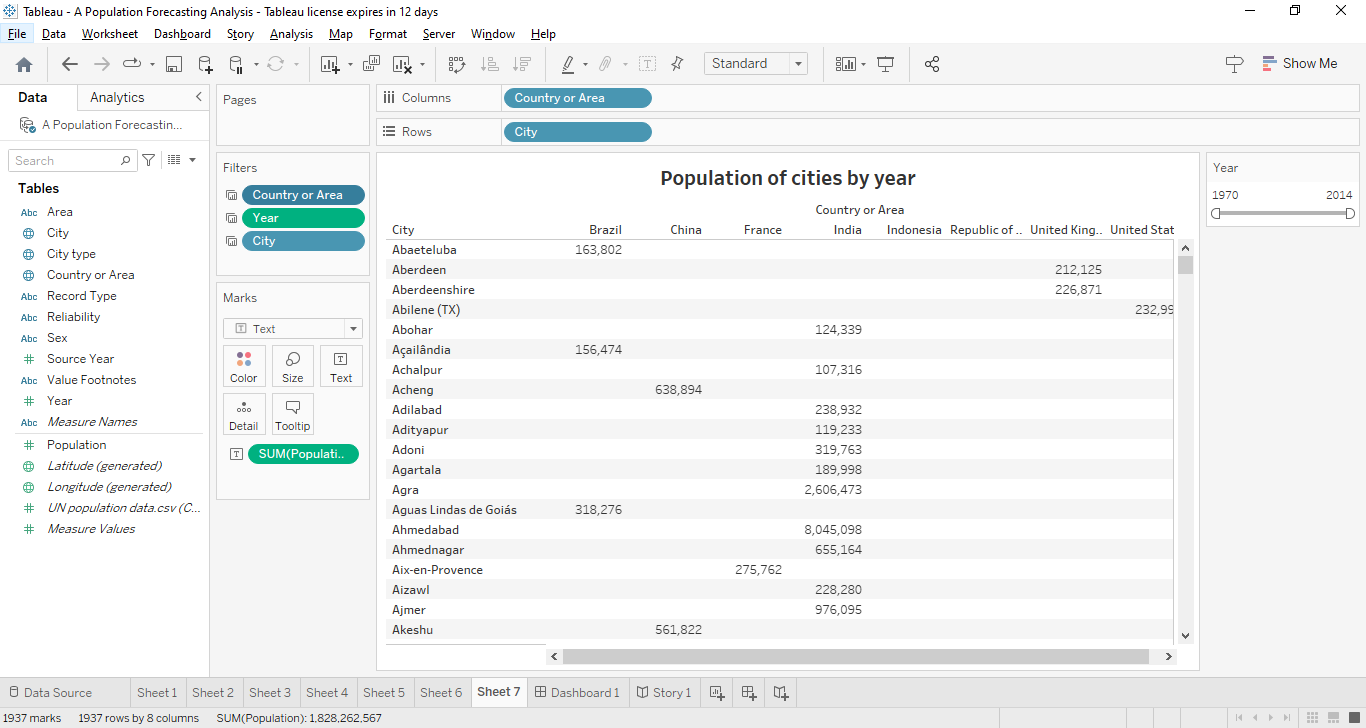 Tableau - A Population Forecasting Analysis - Tableau license expires in 12 days
File Data Worksheet Dashboard Story Analysis Map Format Server Window Help
Standard Show Me
Data Analytics
A Population Forecastin...
Search
Tables
Abc Area
City
City type
Country or Area
Abc Record Type
Abc Reliability
Abc Sex
Source Year
Abc Value Footnotes
Year
Abc Measure Names
Population
Latitude (generated)
Longitude (generated)
UN population data.csv (C...
Measure Values
Pages
Filters
Country or Area
Year
City
Marks
Text
Color Size Text
Detail Tooltip
SUM(Populati..
Columns Country or Area
Rows City
Population of cities by year
Country or Area
City Brazil China France India Indonesia Republic of .. United King.. United Stat
Abaeteluba 163,802
Aberdeen 212,125
Aberdeenshire 226,871
Abilene (TX) 232,99
Abohar 124,339
Açailândia 156,474
Achalpur 107,316
Acheng 638,894
Adilabad 238,932
Adityapur 119,233
Adoni 319,763
Agartala 189,998
Agra 2,606,473
Aguas Lindas de Goiás 318,276
Ahmedabad 8,045,098
Ahmednagar 655,164
Aix-en-Provence 275,762
Aizawl 228,280
Ajmer 976,095
Akeshu 561,822
Year
1970 2014
Data Source Sheet 1 Sheet 2 Sheet 3 Sheet 4 Sheet 5 Sheet 6 Sheet 7 Dashboard 1 Story 1
1937 marks 1937 rows by 8 columns SUM(Population): 1,828,262,567